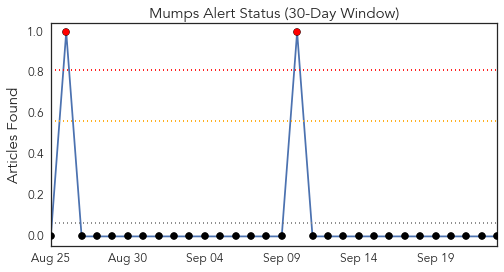 Mumps Alert Status (30-Day Window)
Articles Found
1.0
0.8
0.6
0.4
0.2
0.0
Aug 25 Aug 30 Sep 04 Sep 09 Sep 14 Sep 19